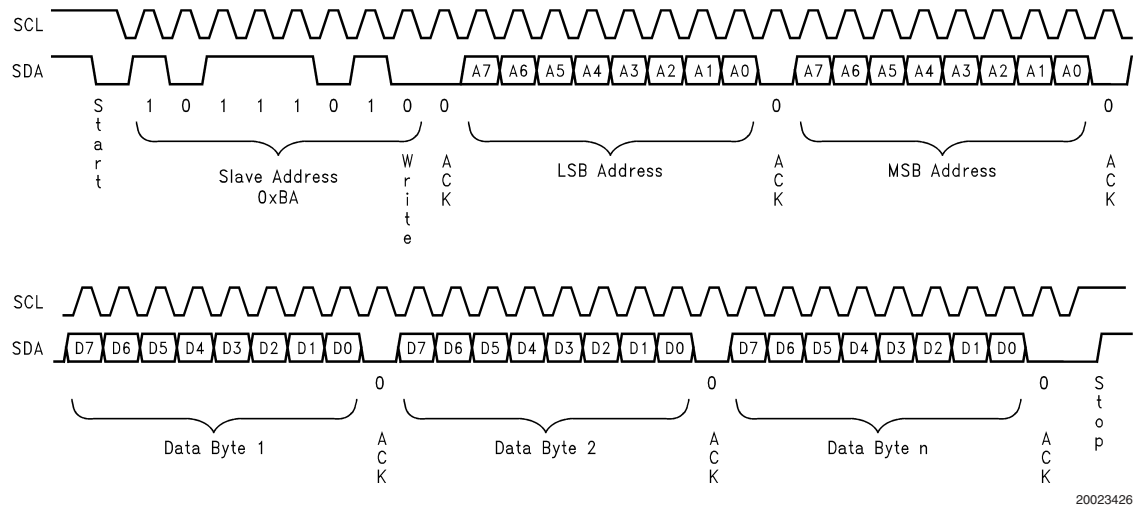 SCL
SDA A7 A6 A5 A4 A3 A2 A1 A0 A7 A6 A5 A4 A3 A2 A1 A0
Start 1 0 1 1 1 0 1 0 0 0 0
Slave Address
0xBA
Write
ACK
LSB Address
ACK
MSB Address
ACK
SCL
SDA D7 D6 D5 D4 D3 D2 D1 D0 D7 D6 D5 D4 D3 D2 D1 D0 D7 D6 D5 D4 D3 D2 D1 D0
0 0 0 Stop
Data Byte 1
ACK
Data Byte 2
ACK
Data Byte n
ACK
20023426